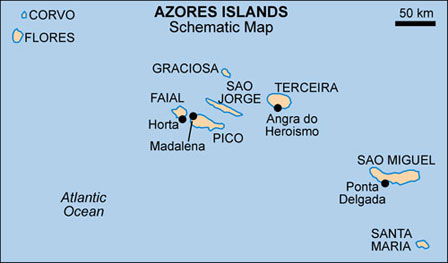 AZORES ISLANDS
Schematic Map
50 km
CORVO
FLORES
GRACIOSA
SAO
JORGE
TERCEIRA
FAIAL
Horta
Angra do
Heroismo
Madalena
PICO
SAO MIGUEL
Ponta
Delgada
Atlantic
Ocean
SANTA
MARIA